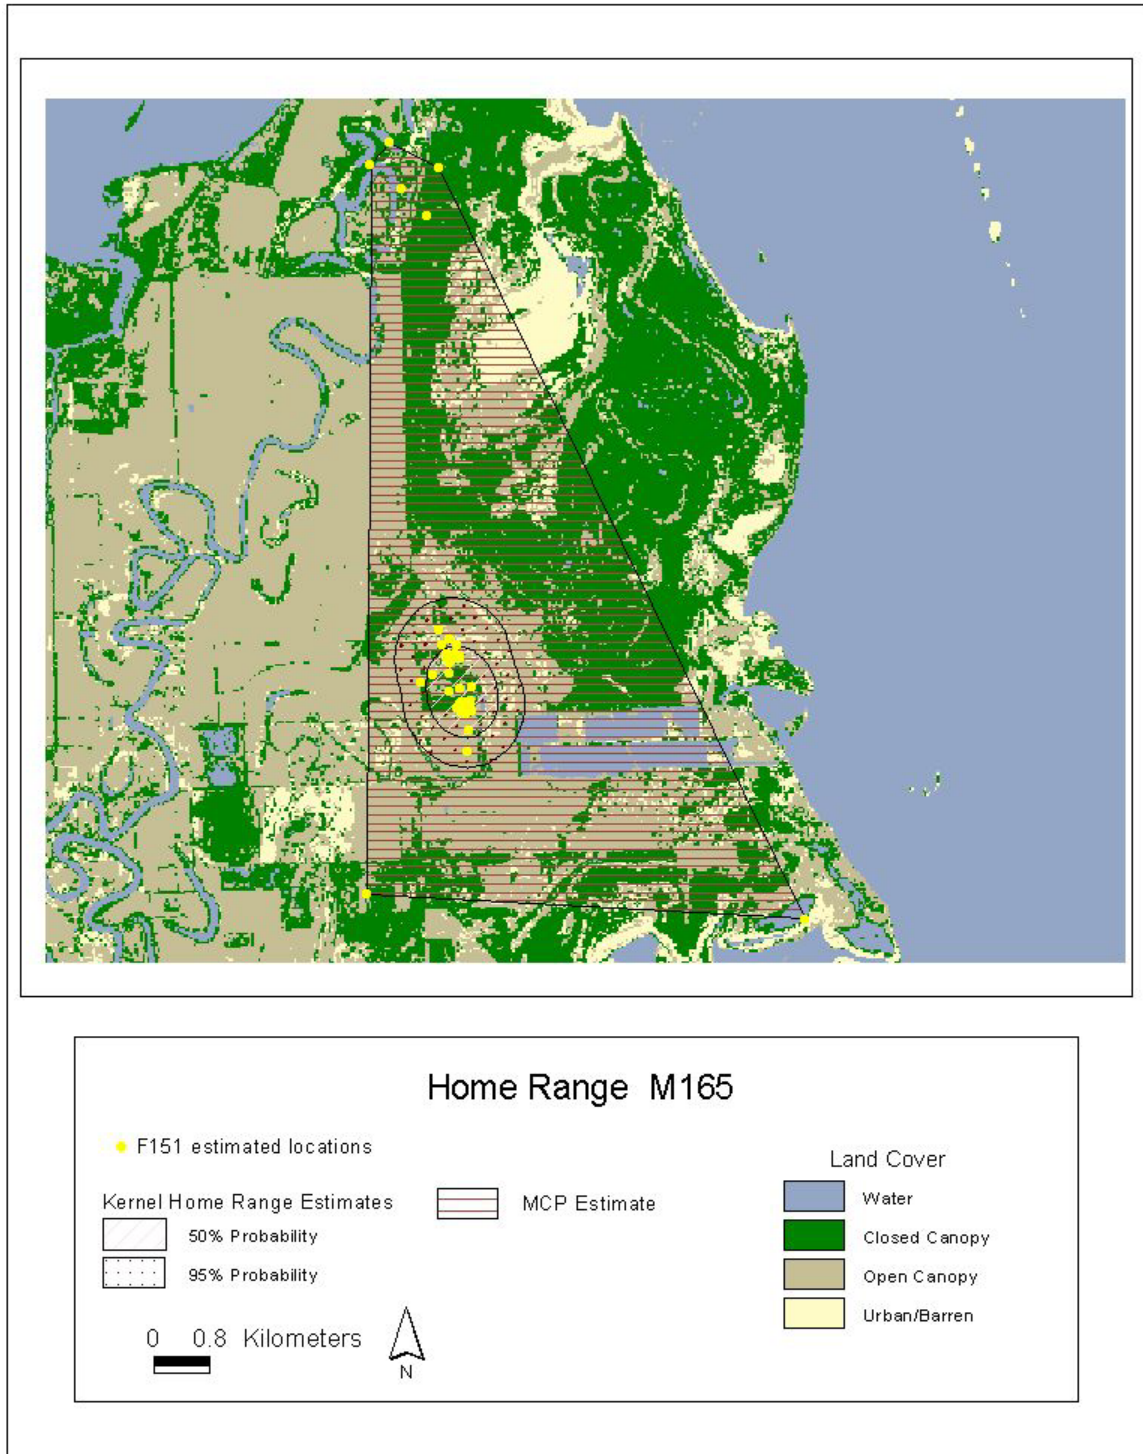 Home Range M165
F151 estimated locations
Kernel Home Range Estimates
50% Probability
95% Probability
MCP Estimate
0 0.8 Kilometers
N
Land Cover
Water
Closed Canopy
Open Canopy
Urban/Barren